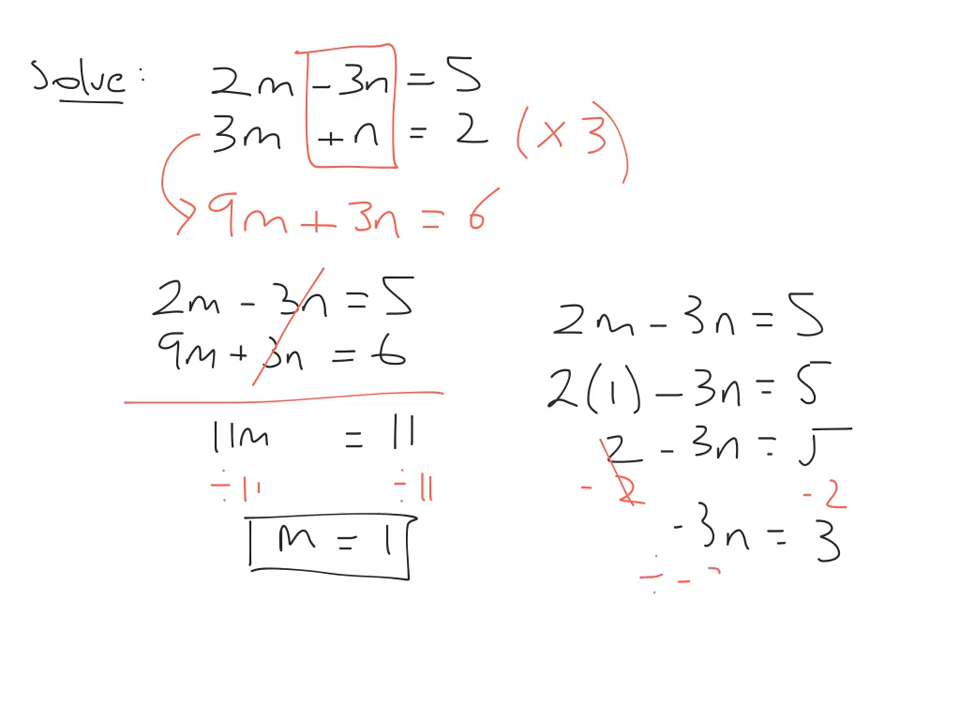 Solve: 2m - 3n = 5
3m + n = 2 (× 3)
9m + 3n = 6
2m - 3n = 5
9m + 3n = 6
11m = 11
÷11 ÷11
m = 1
2m - 3n = 5
2(1) - 3n = 5
2 - 3n = 5
- 2 - 2
- 3n = 3
÷ -